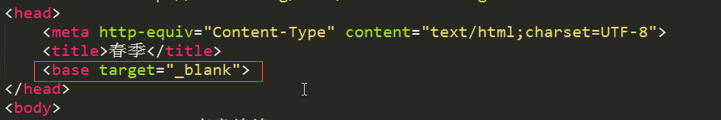 <head>
<meta http-equiv="Content-Type" content="text/html;charset=UTF-8">
<title>春季</title>
<base target="_blank">
</head>
<body>